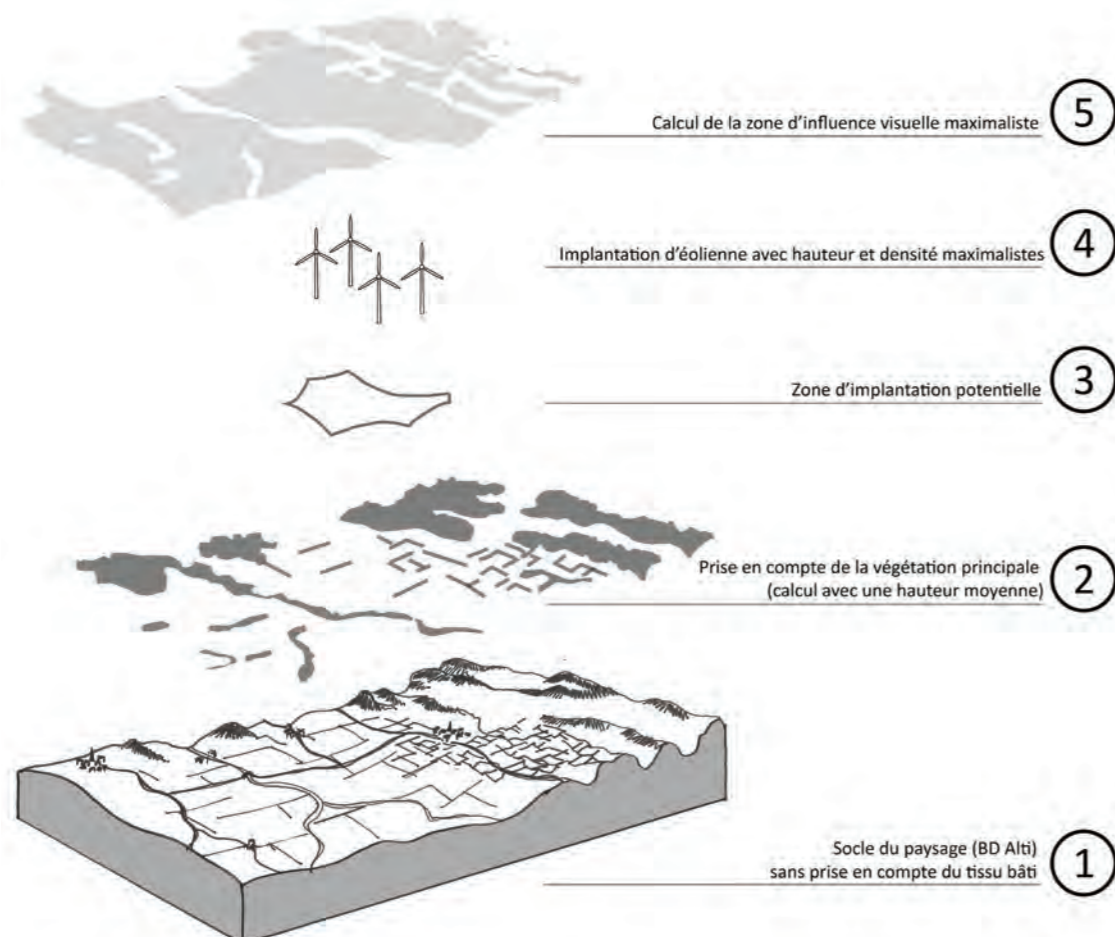 Calcul de la zone d'influence visuelle maximaliste
5
Implantation d'éolienne avec hauteur et densité maximalistes
4
Zone d'implantation potentielle
3
Prise en compte de la végétation principale
(calcul avec une hauteur moyenne)
2
Socle du paysage (BD Alti)
sans prise en compte du tissu bâti
1